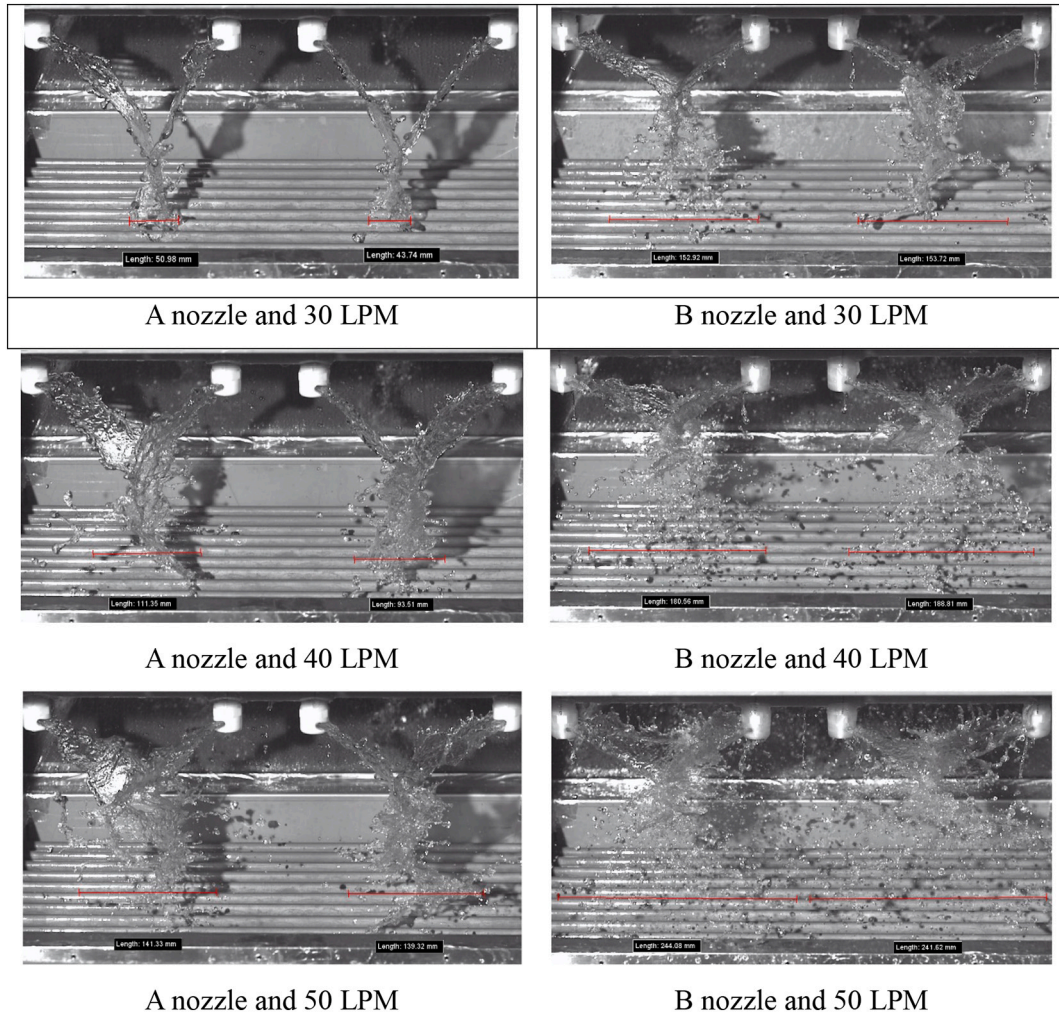 Length: 50.98 mm
Length: 43.74 mm
Length: 152.92 mm
Length: 153.72 mm
A nozzle and 30 LPM
B nozzle and 30 LPM
Length: 111.35 mm
Length: 93.51 mm
Length: 180.56 mm
Length: 188.81 mm
A nozzle and 40 LPM
B nozzle and 40 LPM
Length: 141.33 mm
Length: 139.32 mm
Length: 244.08 mm
Length: 241.62 mm
A nozzle and 50 LPM
B nozzle and 50 LPM